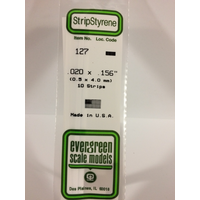 StripStyrene
Item No. Loc. Code
127
.020 x .156"
(0.5 x 4.0 mm)
10 Strips
Made in U.S.A.
evergreen
scale models
Des Plaines, IL 60018